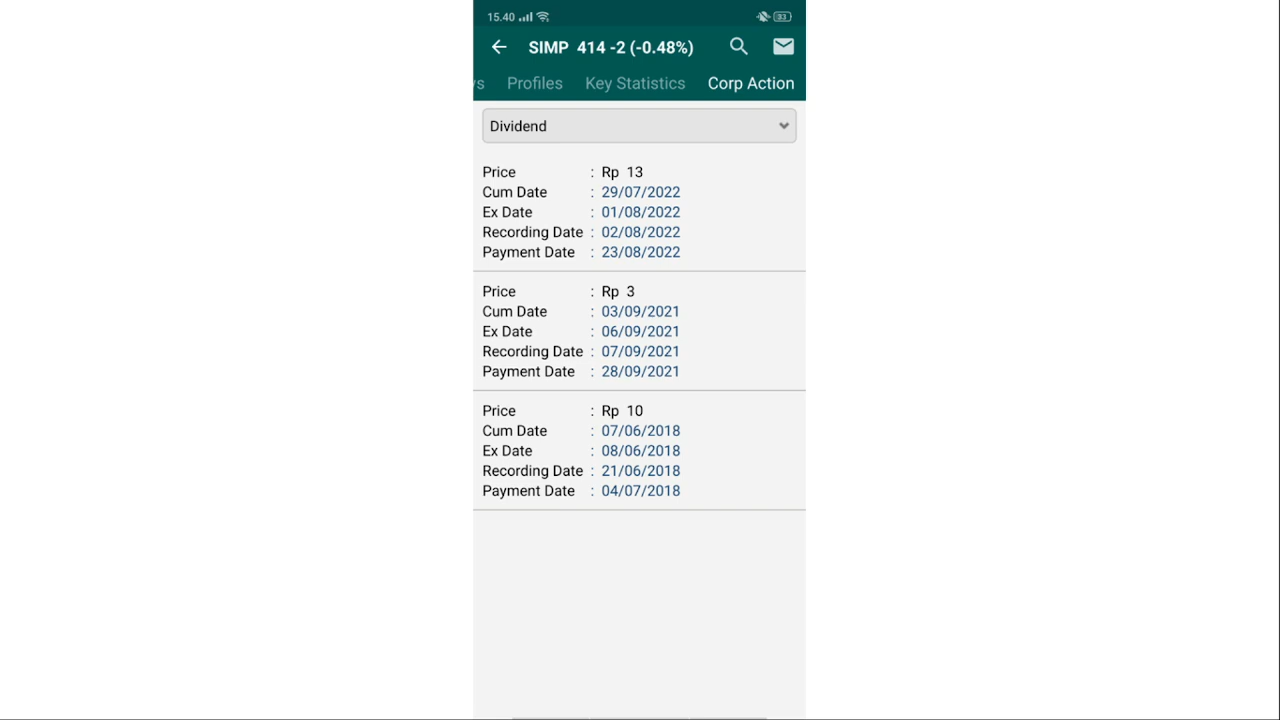 15.40 33
SIMP 414 -2 (-0.48%)
s Profiles Key Statistics Corp Action
Dividend
Price : Rp 13
Cum Date : 29/07/2022
Ex Date : 01/08/2022
Recording Date : 02/08/2022
Payment Date : 23/08/2022
Price : Rp 3
Cum Date : 03/09/2021
Ex Date : 06/09/2021
Recording Date : 07/09/2021
Payment Date : 28/09/2021
Price : Rp 10
Cum Date : 07/06/2018
Ex Date : 08/06/2018
Recording Date : 21/06/2018
Payment Date : 04/07/2018